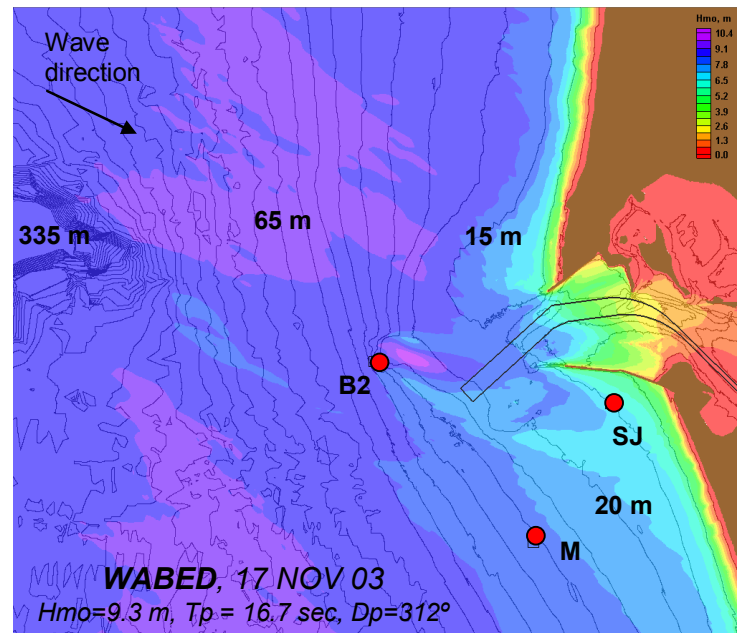 Wave
direction
Hmo, m
10.4
9.1
7.8
6.5
5.2
3.9
2.6
1.3
0.0
335 m
65 m
15 m
B2
SJ
20 m
M
WABED, 17 NOV 03
Hmo=9.3 m, Tp = 16.7 sec, Dp=312º